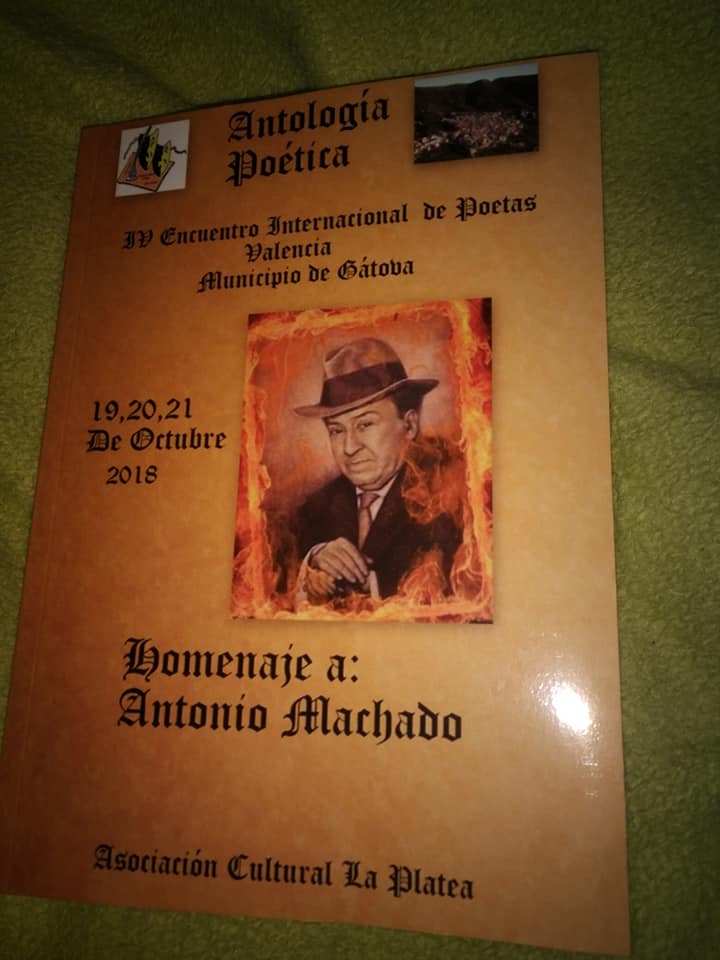 Antología
Poética
IV Encuentro Internacional de Poetas
Valencia
Municipio de Gátova
19,20,21
De Octubre
2018
Homenaje a:
Antonio Machado
Asociación Cultural La Platea